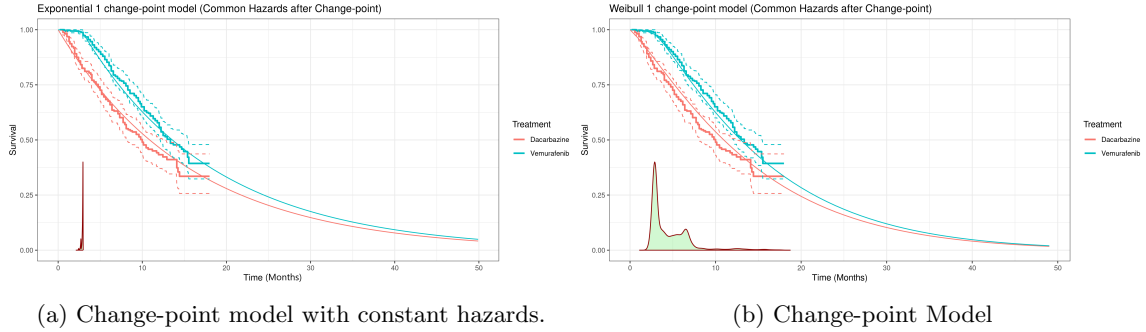 Exponential 1 change-point model (Common Hazards after Change-point)
1.00
0.75
0.50
0.25
0.00
Survival
0
10
20
30
40
50
Time (Months)
Treatment
Dacarbazine
Vemurafenib
(a) Change-point model with constant hazards.
Weibull 1 change-point model (Common Hazards after Change-point)
1.00
0.75
0.50
0.25
0.00
Survival
0
10
20
30
40
50
Time (Months)
Treatment
Dacarbazine
Vemurafenib
(b) Change-point Model